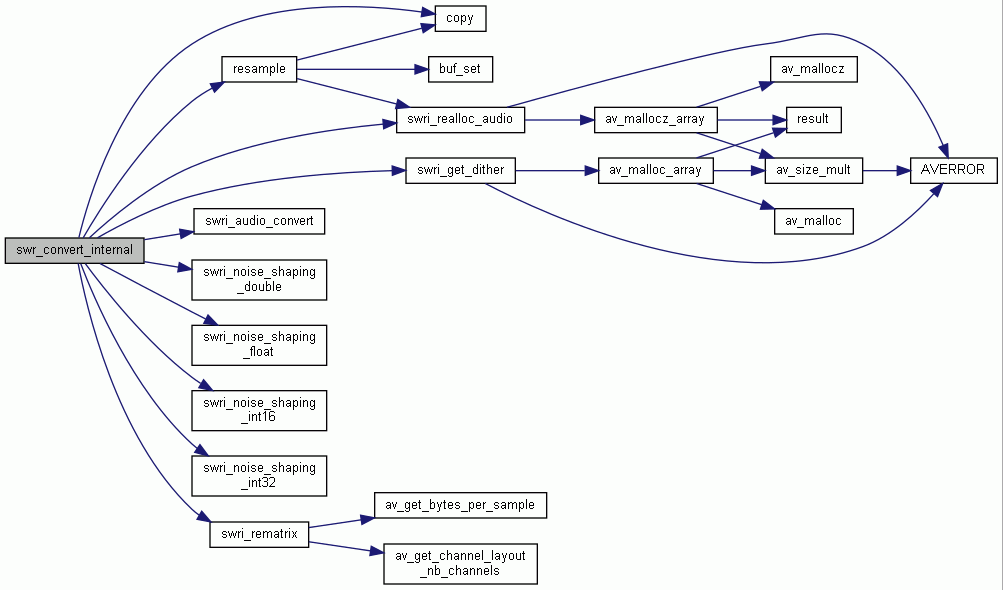 copy
resample
buf_set
av_mallocz
swri_realloc_audio
av_mallocz_array
result
swri_get_dither
av_malloc_array
av_size_mult
AVERROR
swri_audio_convert
av_malloc
swr_convert_internal
swri_noise_shaping
_double
swri_noise_shaping
_float
swri_noise_shaping
_int16
swri_noise_shaping
_int32
av_get_bytes_per_sample
swri_rematrix
av_get_channel_layout
_nb_channels